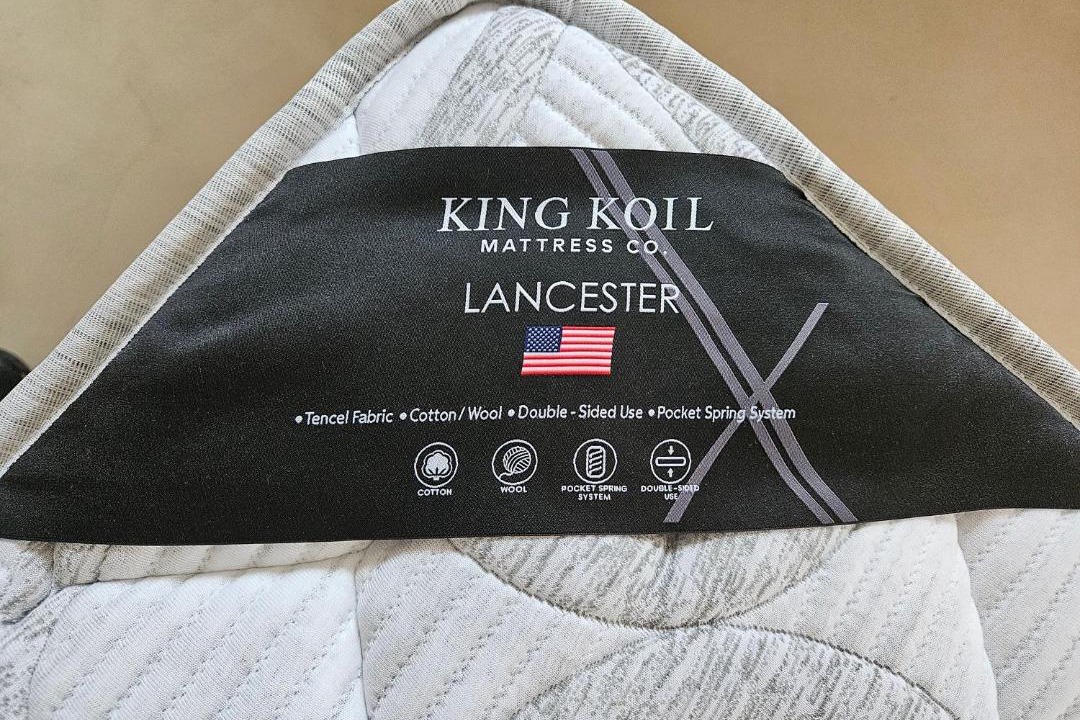 KING KOIL
MATTRESS CO.
LANCESTER
•Tencel Fabric •Cotton / Wool •Double - Sided Use •Pocket Spring System
COTTON
WOOL
POCKET SPRING
SYSTEM
DOUBLE-SIDED
USE